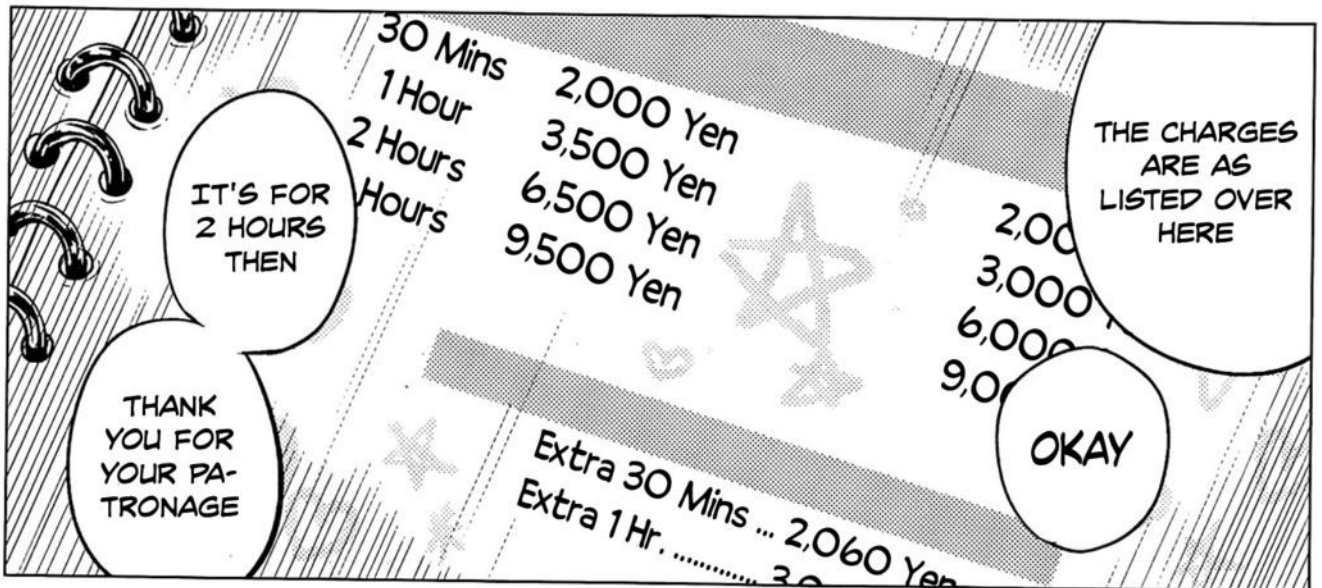 THE CHARGES
ARE AS
LISTED OVER
HERE
OKAY
30 Mins 2,000 Yen
1 Hour 3,500 Yen
2 Hours 6,500 Yen
Hours 9,500 Yen
3,000
Extra 30 Mins ... 2,060 Yen
Extra 1 Hr. ............
IT'S FOR
2 HOURS
THEN
THANK
YOU FOR
YOUR PA-
TRONAGE